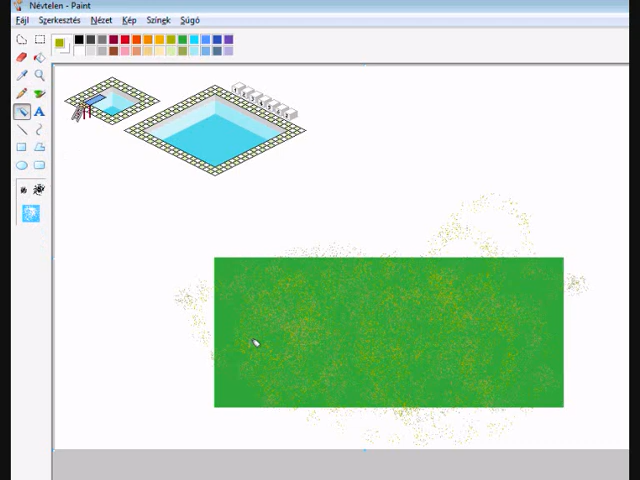 Névtelen - Paint
Fájl Szerkesztés Nézet Kép Színek Súgó
A